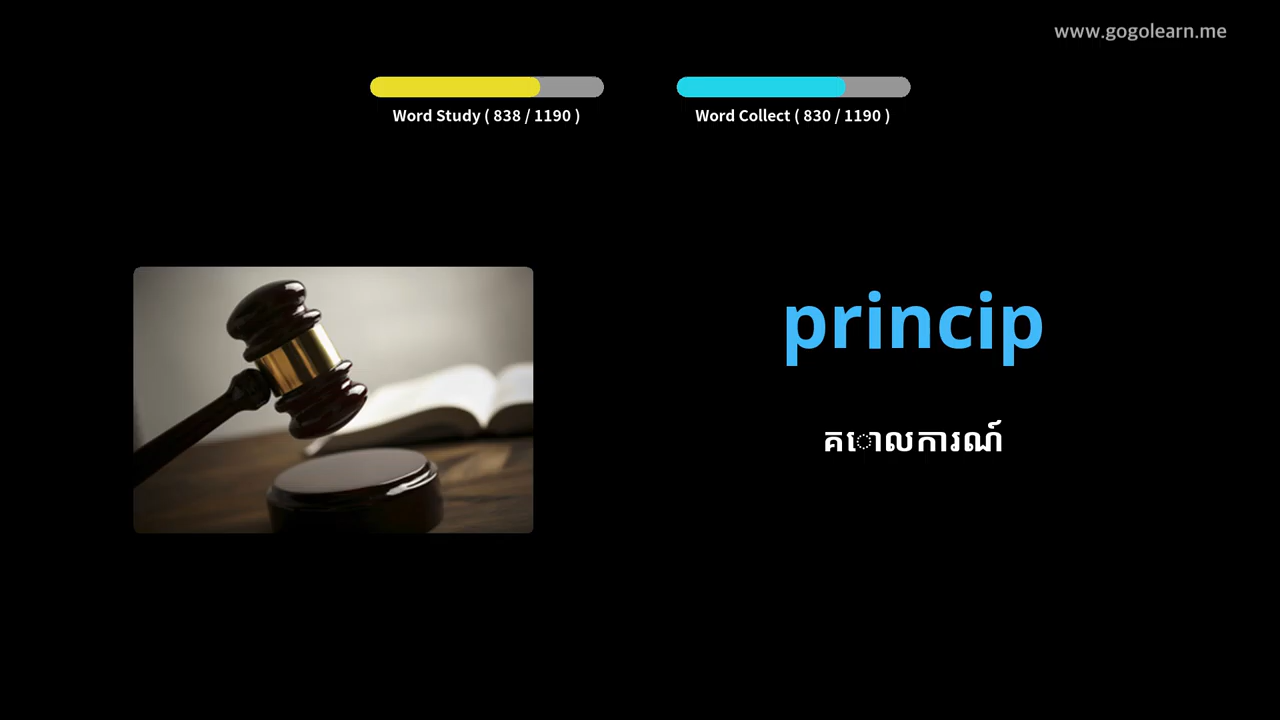 www.gogolearn.me
Word Study ( 838 / 1190 )
Word Collect ( 830 / 1190 )
princip
គោលការណ៍